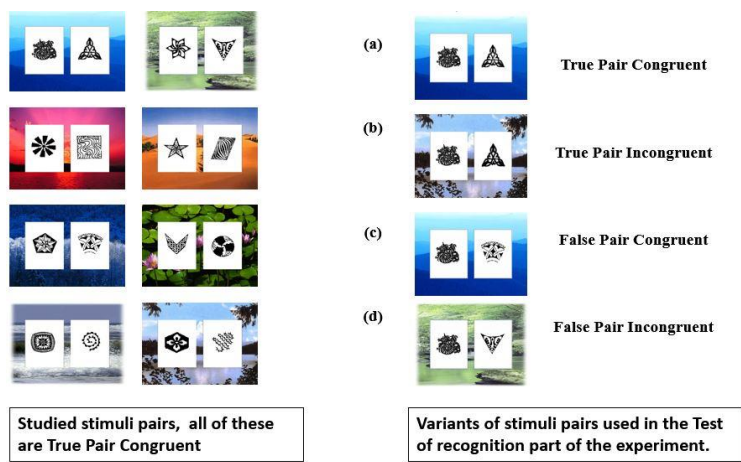 (a)
True Pair Congruent
(b)
True Pair Incongruent
(c)
False Pair Congruent
(d)
False Pair Incongruent
Studied stimuli pairs, all of these
are True Pair Congruent
Variants of stimuli pairs used in the Test
of recognition part of the experiment.